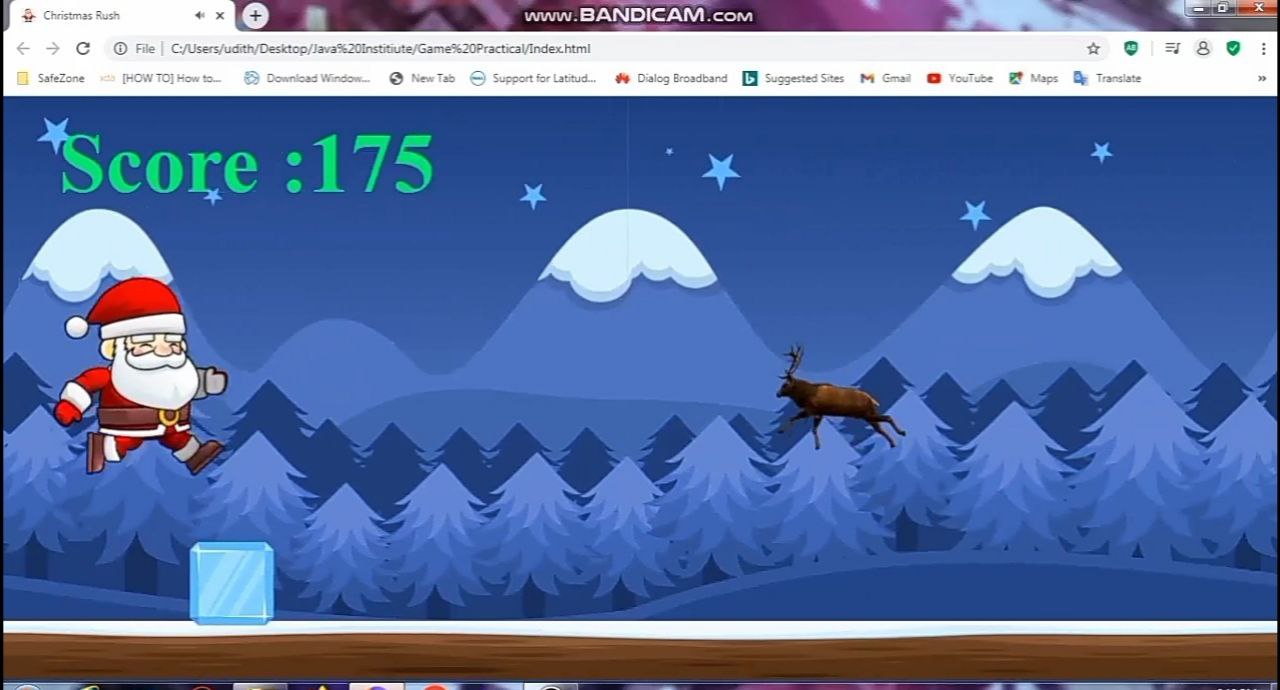 Christmas Rush
www.BANDICAM.com
File | C:/Users/udith/Desktop/Java%20Institiute/Game%20Practical/Index.html
SafeZone [HOW TO] How to... Download Window... New Tab Support for Latitud... Dialog Broadband Suggested Sites Gmail YouTube Maps Translate »
Score :175